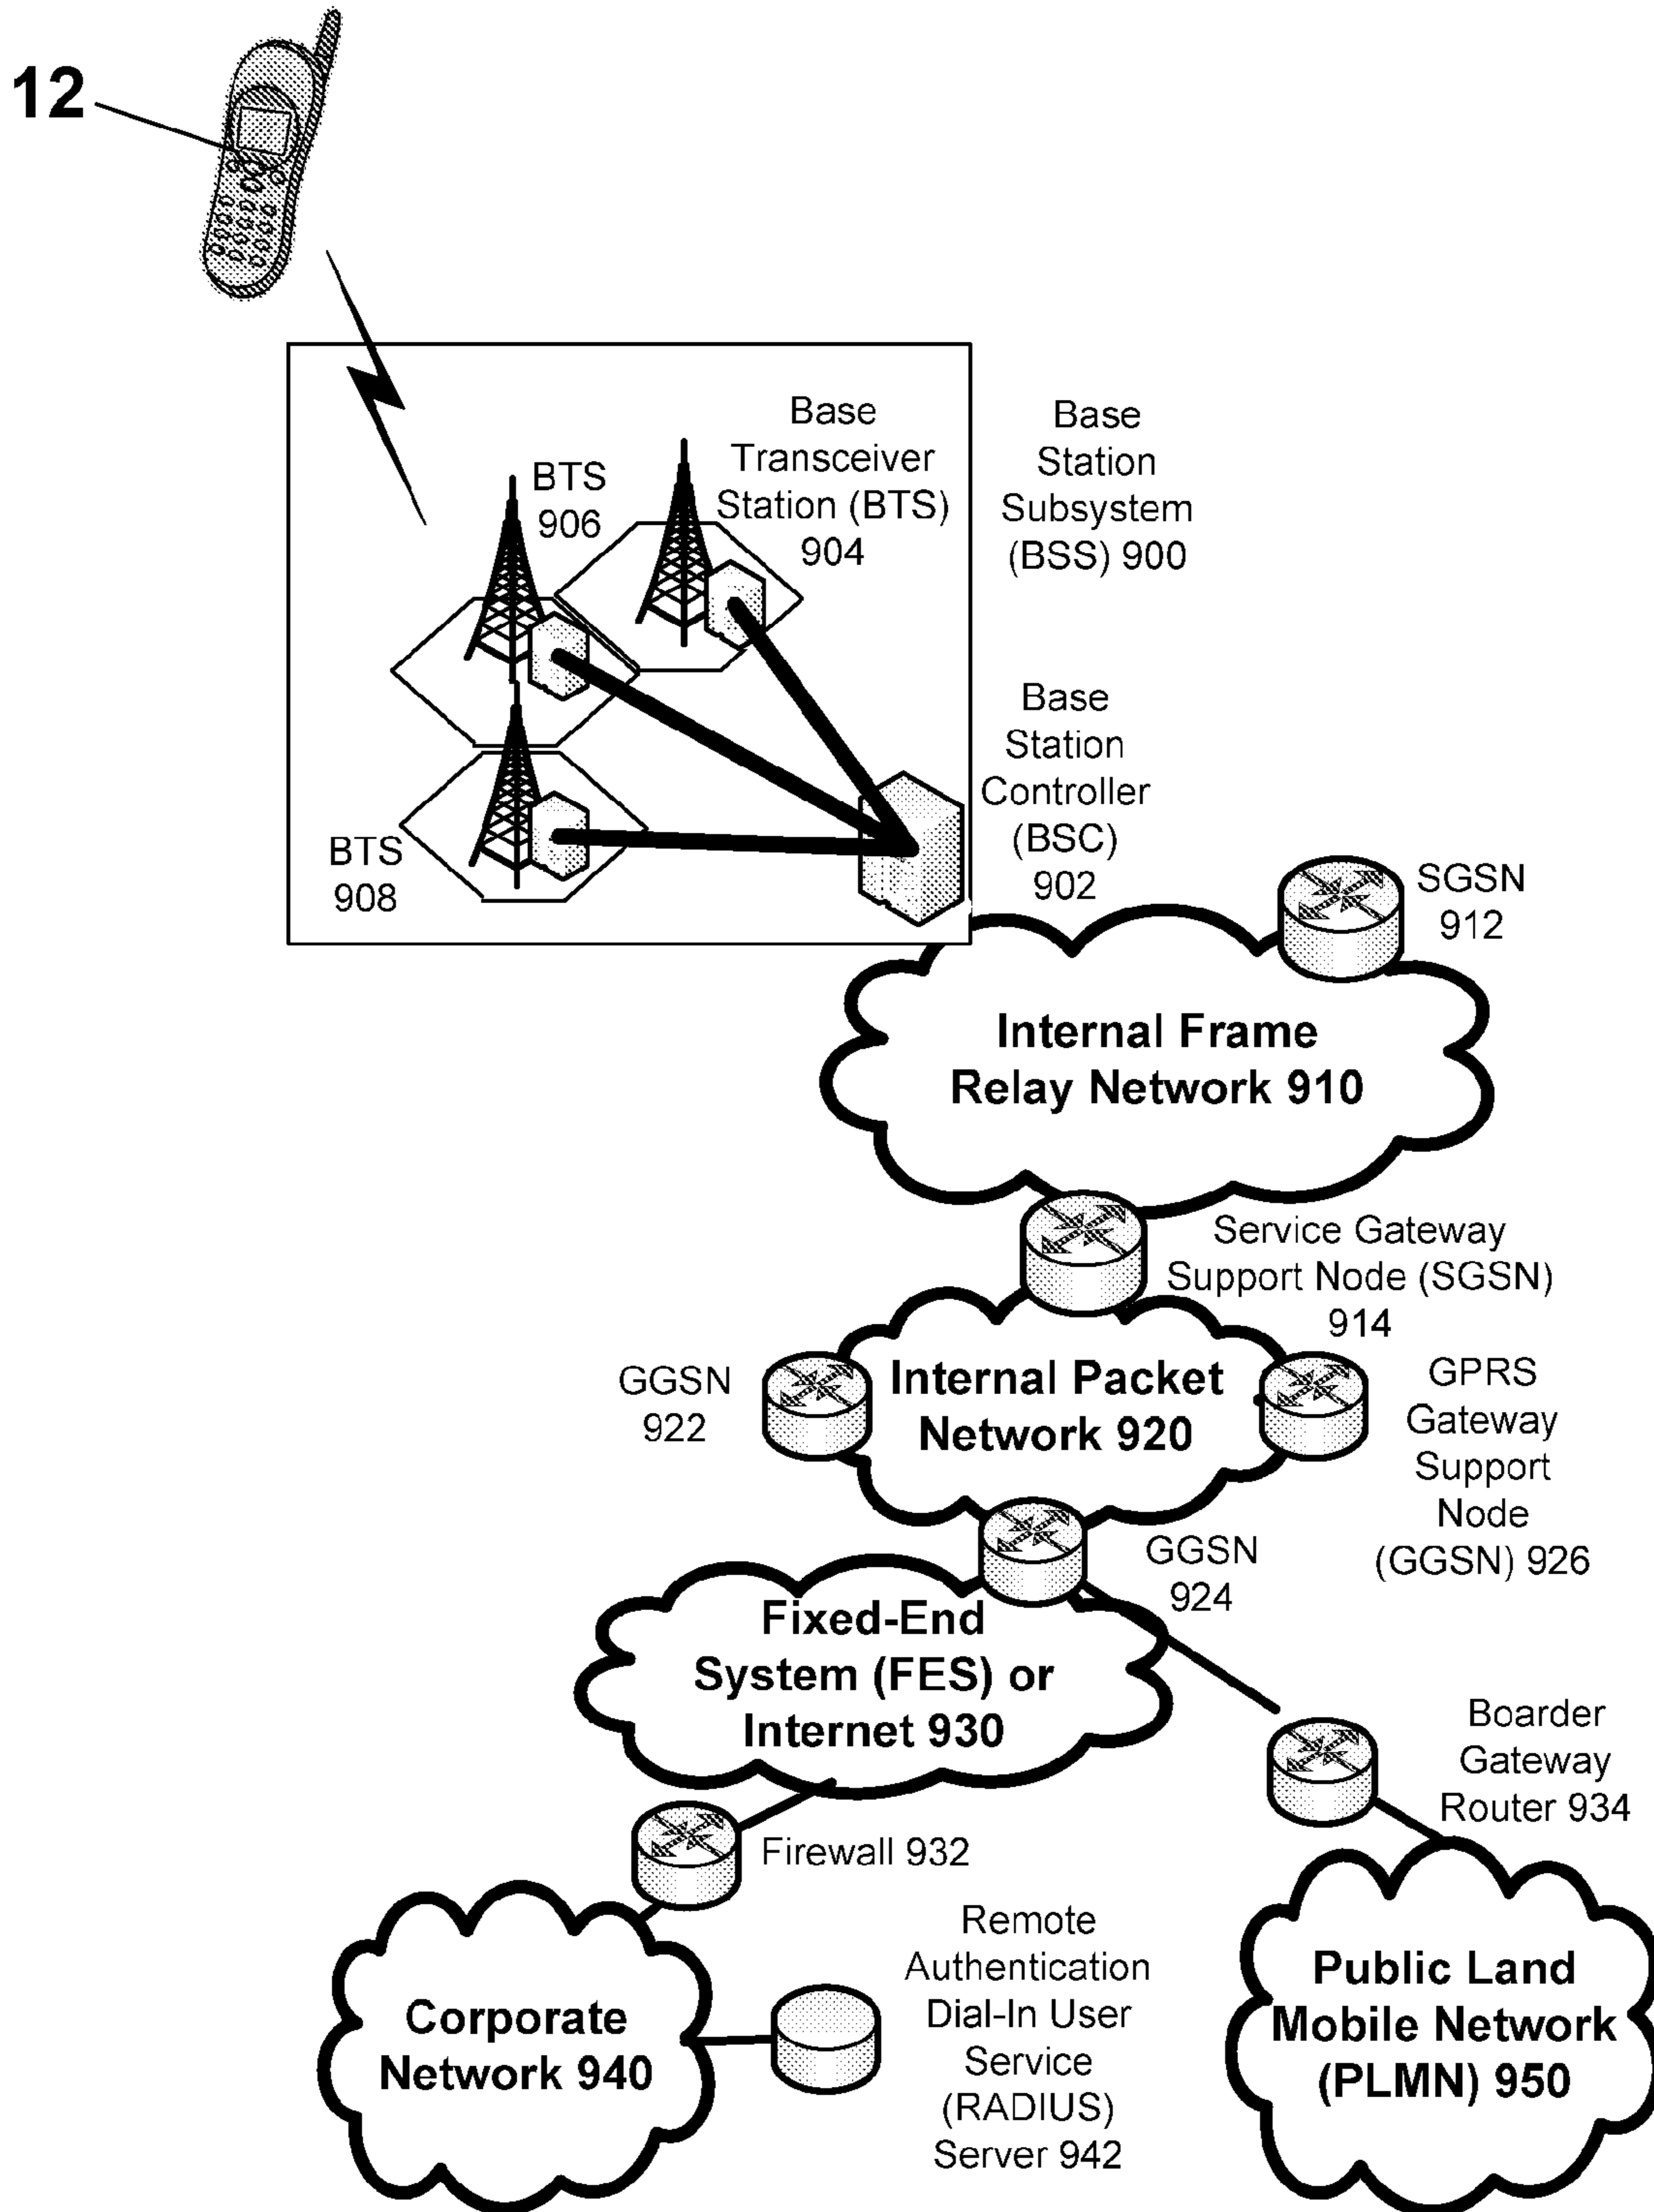 12
Base
Transceiver
Station (BTS)
904
BTS
906
Base
Station
Subsystem
(BSS) 900
Base
Station
Controller
(BSC)
902
BTS
908
SGSN
912
Internal Frame
Relay Network 910
Service Gateway
Support Node (SGSN)
914
GGSN
922
Internal Packet
Network 920
GPRS
Gateway
Support
Node
(GGSN) 926
GGSN
924
Fixed-End
System (FES) or
Internet 930
Boarder
Gateway
Router 934
Firewall 932
Remote
Authentication
Dial-In User
Service
(RADIUS)
Server 942
Corporate
Network 940
Public Land
Mobile Network
(PLMN) 950